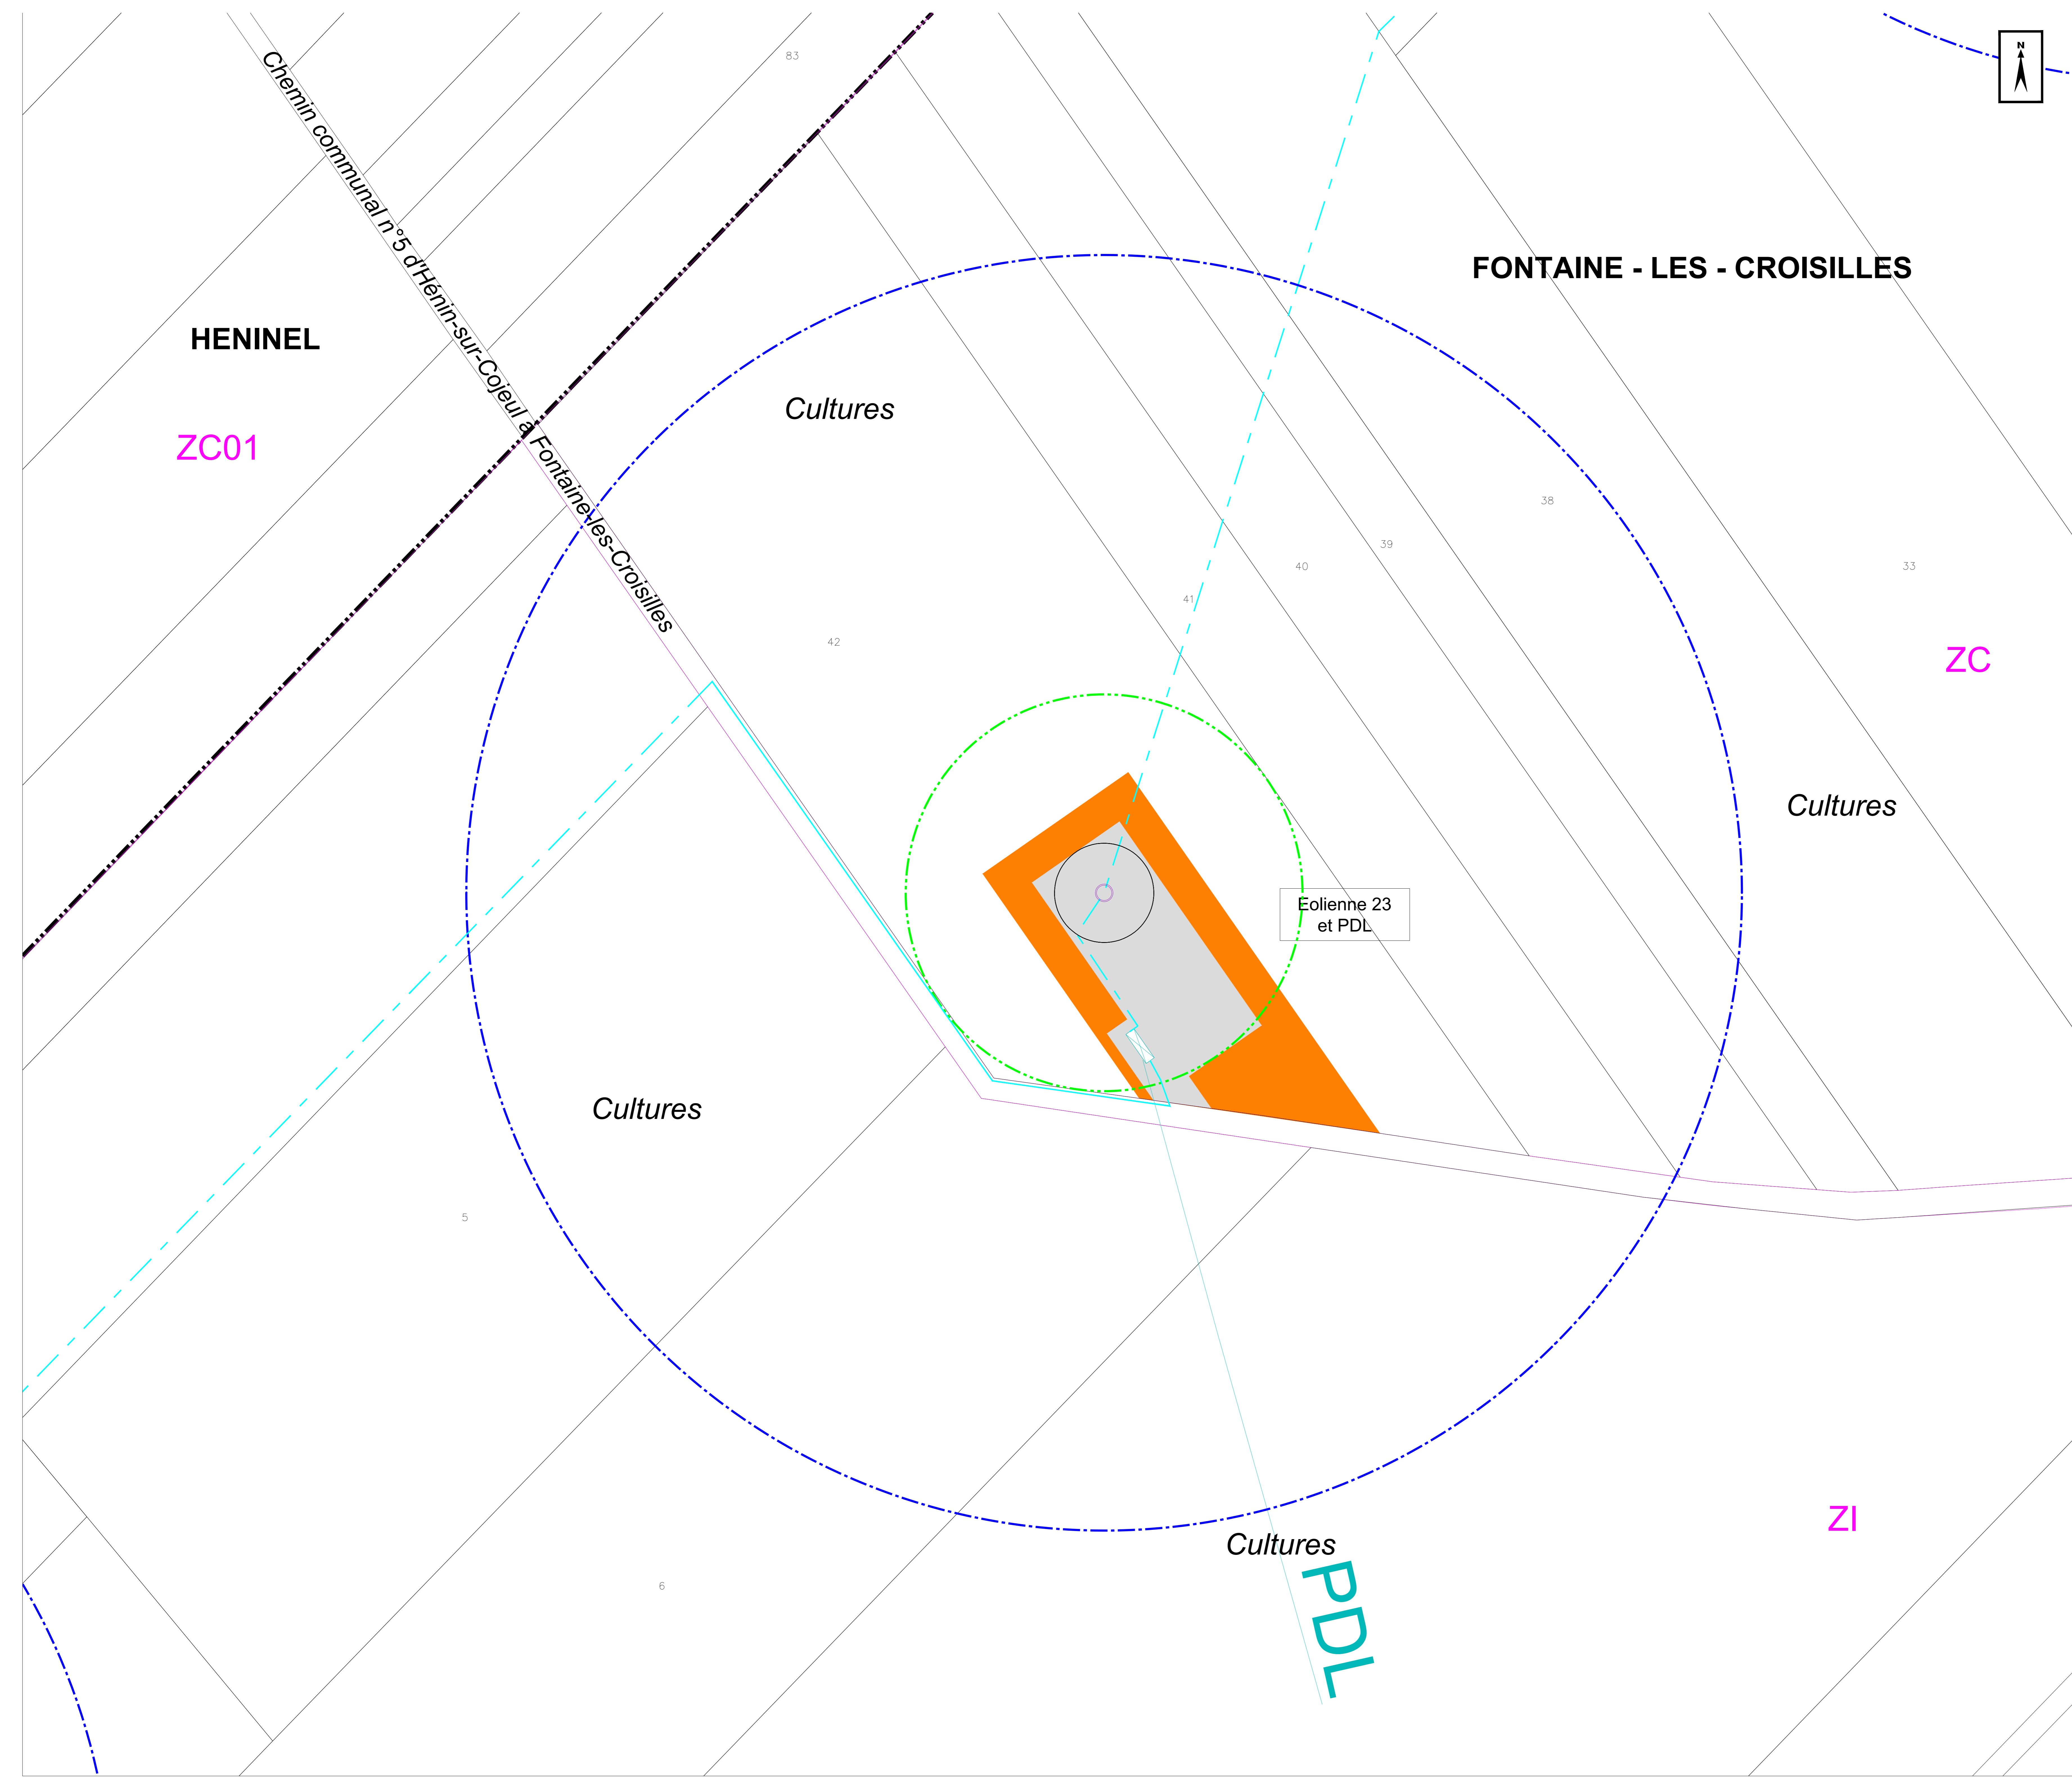 83
N
Chemin communal n°5 d'Hénin-sur-Cojeul à Fontaine-les-Croisilles
FONTAINE - LES - CROISILLES
HENINEL
Cultures
ZC01
38
39
40
33
41
42
ZC
Cultures
Eolienne 23
et PDL
Cultures
5
ZI
Cultures
6
PDL